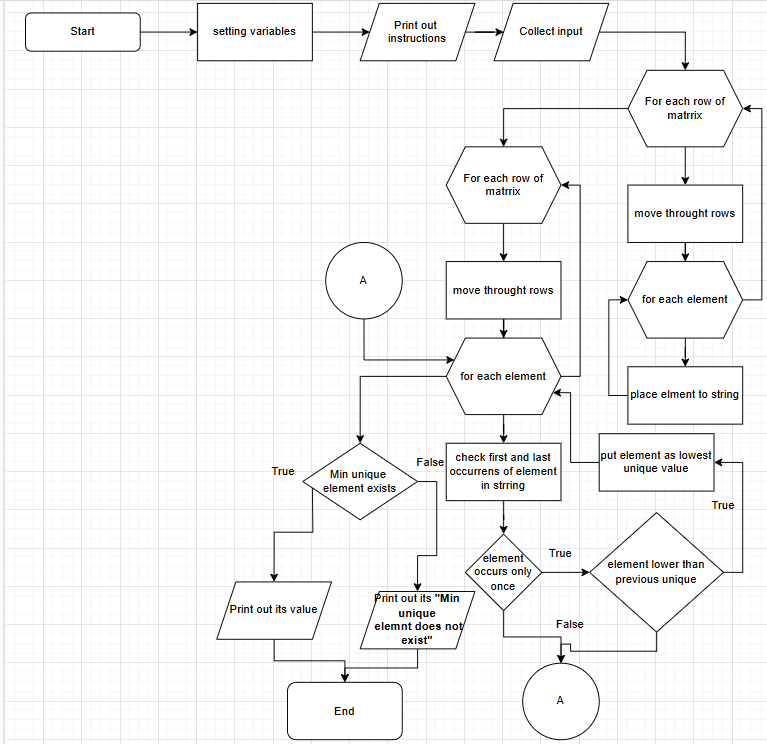 Start
setting variables
Print out
instructions
Collect input
For each row of
matrrix
For each row of
matrrix
move throught rows
A
move throught rows
for each element
for each element
place elment to string
True
Min unique
element exists
False
check first and last
occurrens of element
in strring
put element as lowest
unique value
True
element
occurs only
once
True
element lower than
previous unique
Print out its value
Print out its "Min
unique
elemnt does not
exist"
False
End
A